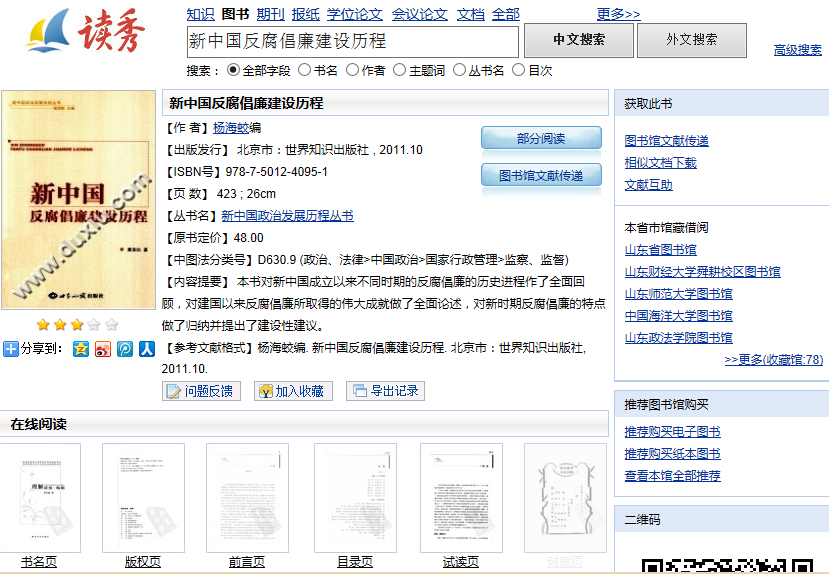 读秀
知识 图书 期刊 报纸 学位论文 会议论文 文档 全部 更多>>
新中国反腐倡廉建设历程 中文搜索 外文搜索 高级搜索
搜索： 全部字段 书名 作者 主题词 丛书名 目次
新中国反腐倡廉建设历程
【作 者】杨海蛟编
【出版发行】 北京市：世界知识出版社 , 2011.10
【ISBN号】978-7-5012-4095-1
【页 数】 423 ; 26cm
【丛书名】新中国政治发展历程丛书
【原书定价】48.00
【中图法分类号】D630.9 (政治、法律>中国政治>国家行政管理>监察、监督)
【内容提要】 本书对新中国成立以来不同时期的反腐倡廉的历史进程作了全面回
顾，对建国以来反腐倡廉所取得的伟大成就做了全面论述，对新时期反腐倡廉的特点
做了归纳并提出了建设性建议。
【参考文献格式】杨海蛟编. 新中国反腐倡廉建设历程. 北京市：世界知识出版社,
2011.10.
部分阅读
图书馆文献传递
问题反馈 加入收藏 导出记录
新中国
反腐倡廉建设历程
www.duxiu.com
分享到：
获取此书
图书馆文献传递
相似文档下载
文献互助
本省市馆藏借阅
山东省图书馆
山东财经大学舜耕校区图书馆
山东师范大学图书馆
中国海洋大学图书馆
山东政法学院图书馆
>>更多(收藏馆:78)
推荐图书馆购买
推荐购买电子图书
推荐购买纸本图书
查看本馆全部推荐
二维码
在线阅读
书名页 版权页 前言页 目录页 试读页 封底页